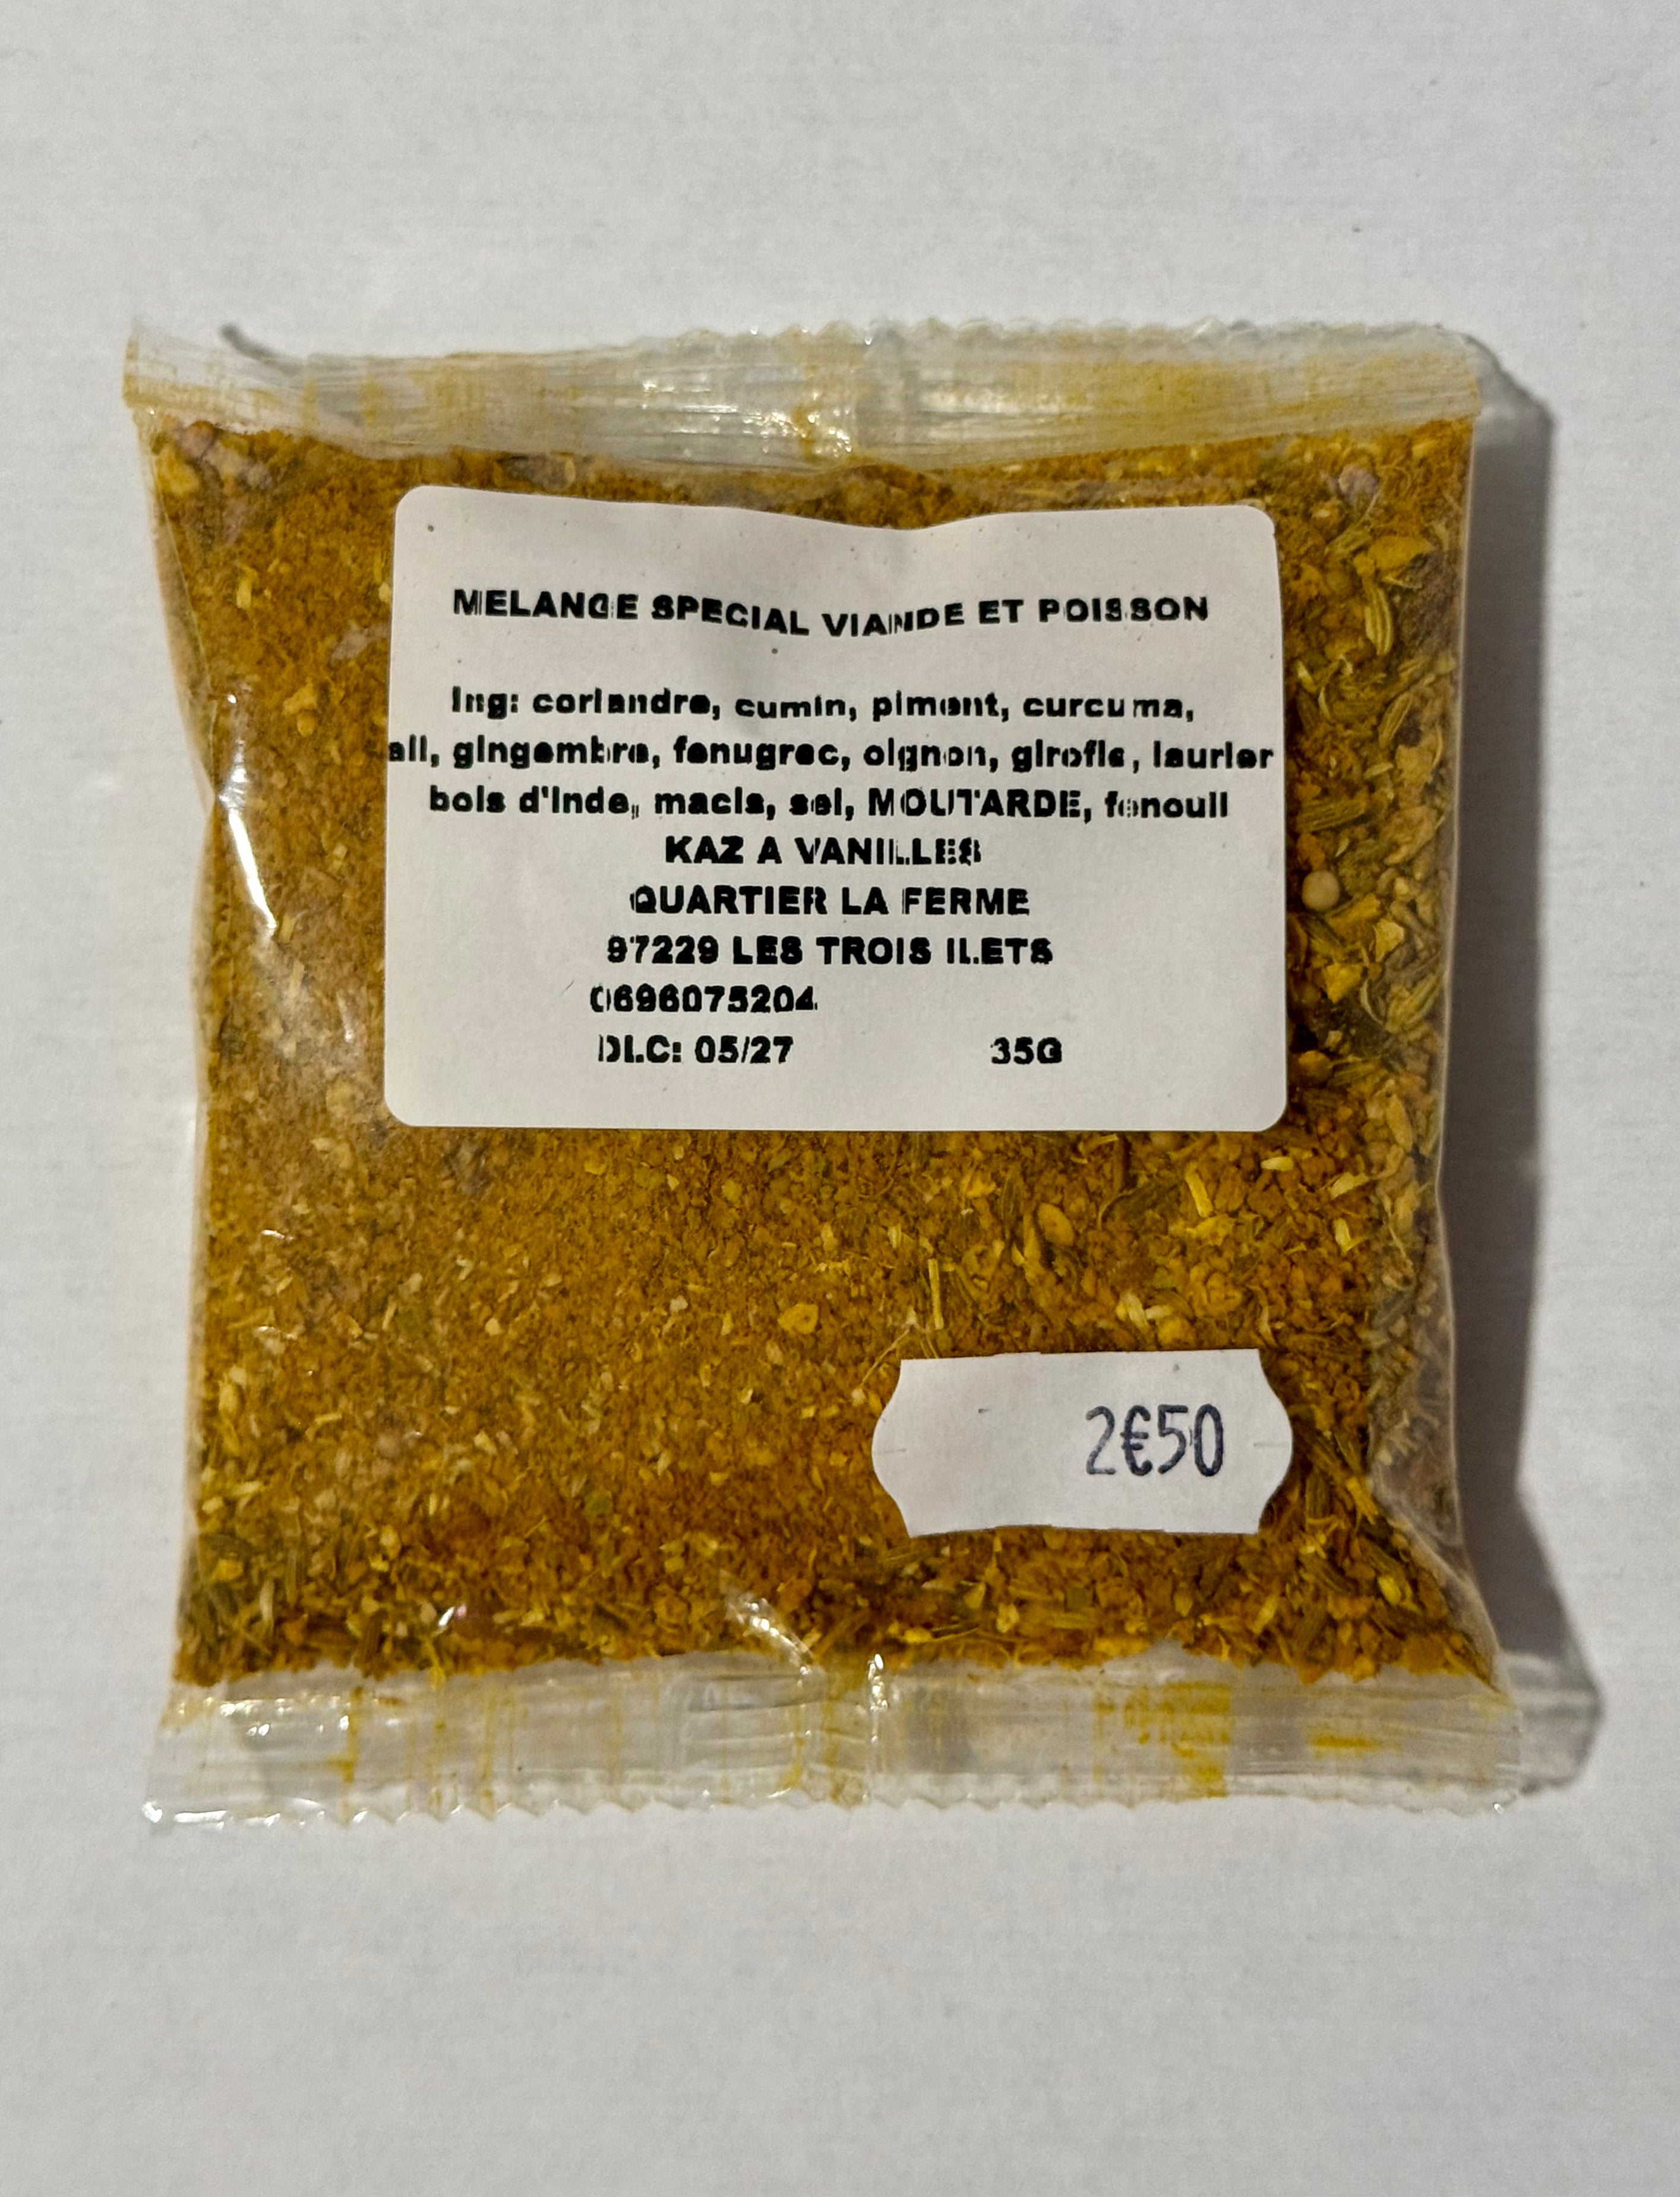 MELANGE SPECIAL VIANDE ET POISSON
Ing: coriandre, cumin, piment, curcuma,
ail, gingembre, fenugrec, oignon, girofle, laurier
bois d'inde, macis, sel, MOUTARDE, fenouil
KAZ A VANILLES
QUARTIER LA FERME
97229 LES TROIS ILETS
0696075204
DLC: 05/27 35G
2€50